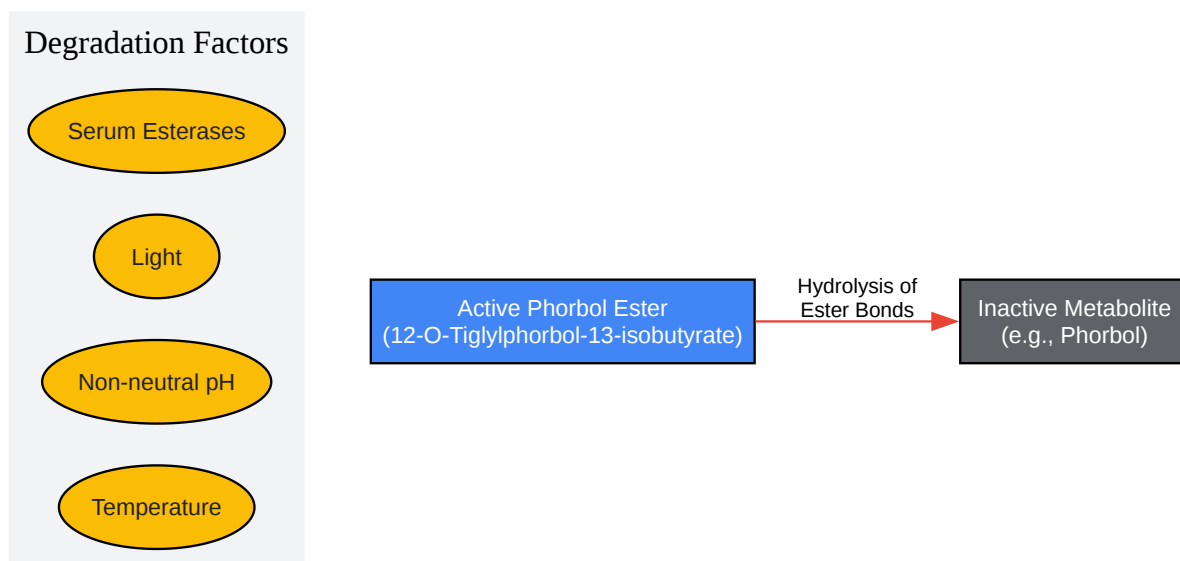 Degradation Factors
Serum Esterases
Light
Non-neutral pH
Temperature
Active Phorbol Ester
(12-O-Tiglylphorbol-13-isobutyrate)
Hydrolysis of
Ester Bonds
Inactive Metabolite
(e.g., Phorbol)